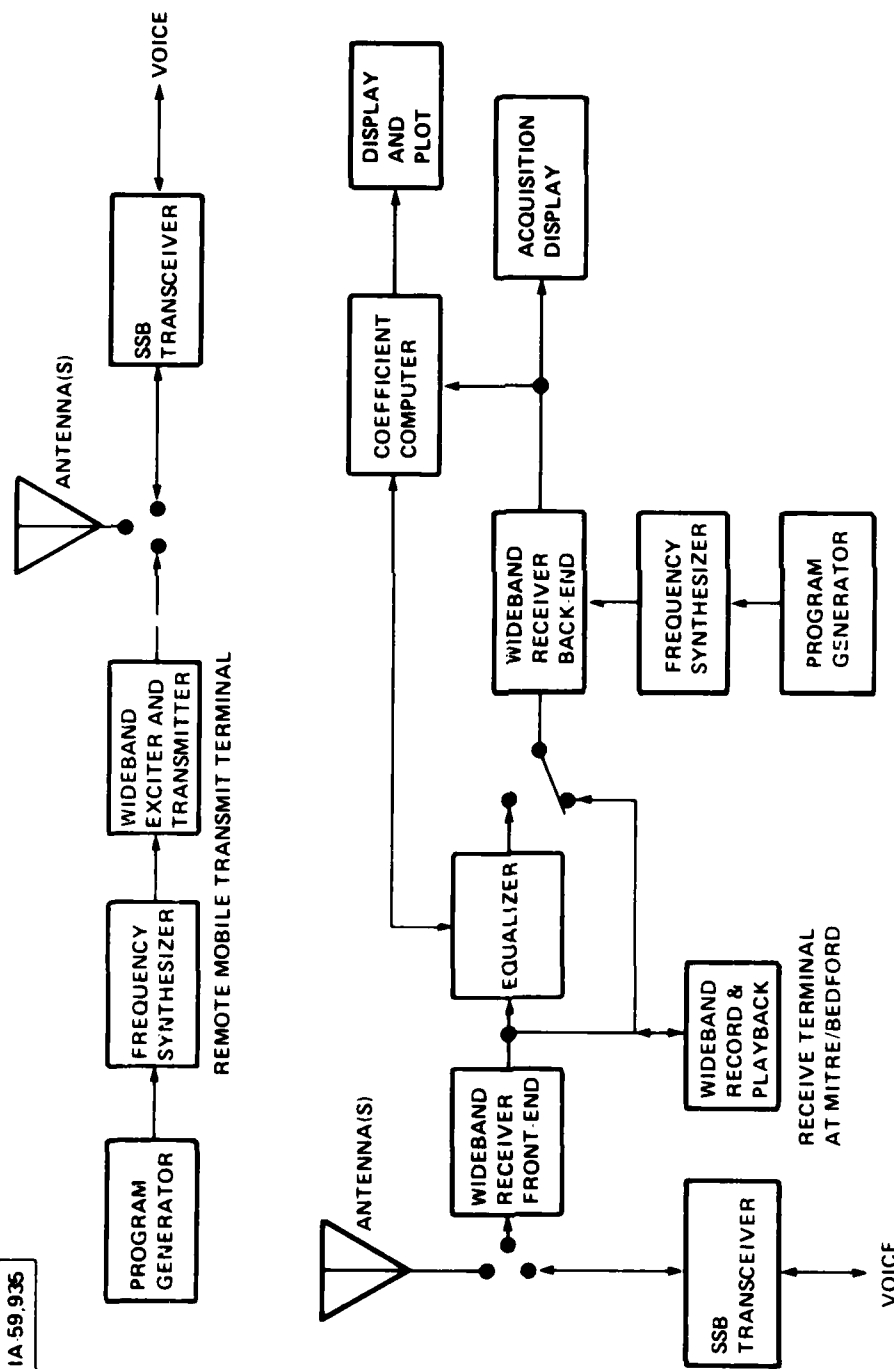 IA-59,935
ANTENNA(S)
PROGRAM
GENERATOR
FREQUENCY
SYNTHESIZER
WIDEBAND
EXCITER AND
TRANSMITTER
SSB
TRANSCEIVER
VOICE
REMOTE MOBILE TRANSMIT TERMINAL
ANTENNA(S)
WIDEBAND
RECEIVER
FRONT-END
EQUALIZER
COEFFICIENT
COMPUTER
DISPLAY
AND
PLOT
WIDEBAND
RECEIVER
BACK-END
ACQUISITION
DISPLAY
SSB
TRANSCEIVER
WIDEBAND
RECORD &
PLAYBACK
FREQUENCY
SYNTHESIZER
PROGRAM
GENERATOR
VOICE
RECEIVE TERMINAL
AT MITRE/BEDFORD